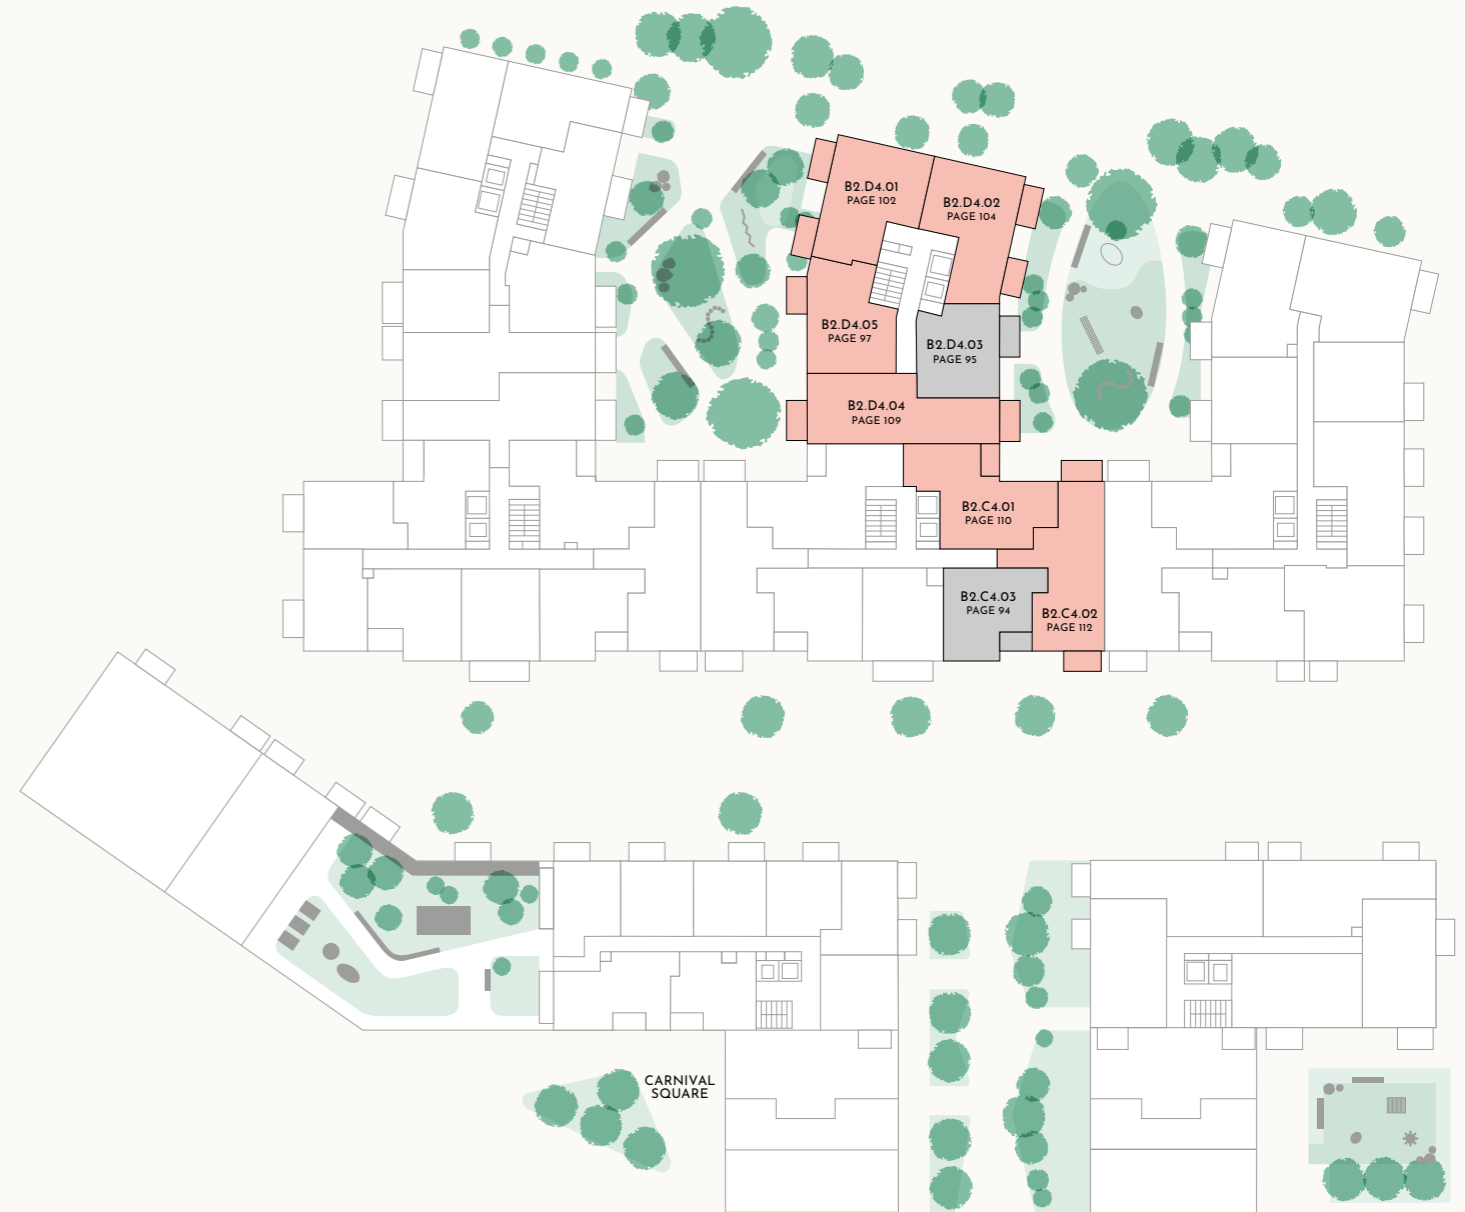 B2.D4.01
PAGE 102
B2.D4.02
PAGE 104
B2.D4.05
PAGE 97
B2.D4.03
PAGE 95
B2.D4.04
PAGE 109
B2.C4.01
PAGE 110
B2.C4.03
PAGE 94
B2.C4.02
PAGE 112
CARNIVAL
SQUARE